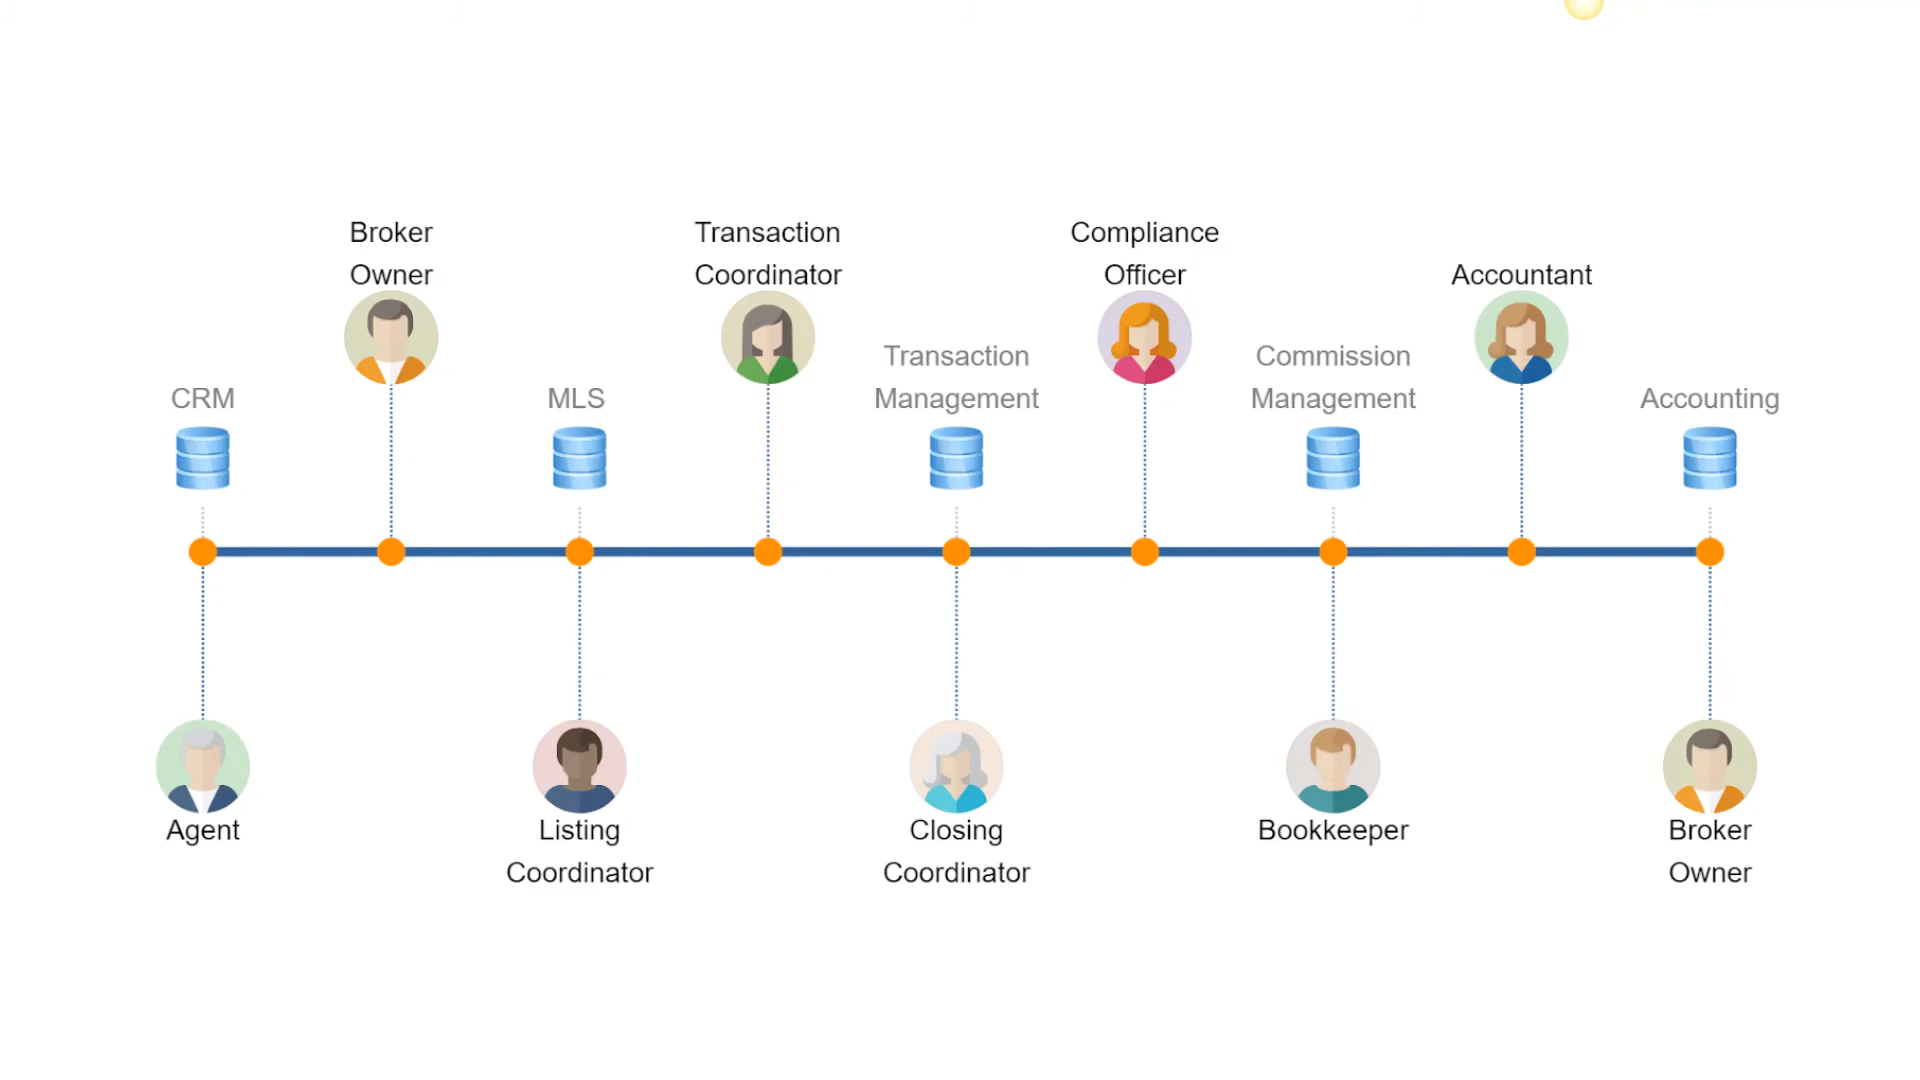 Broker
Owner
Transaction
Coordinator
Compliance
Officer
Accountant
CRM
MLS
Transaction
Management
Commission
Management
Accounting
Agent
Listing
Coordinator
Closing
Coordinator
Bookkeeper
Broker
Owner